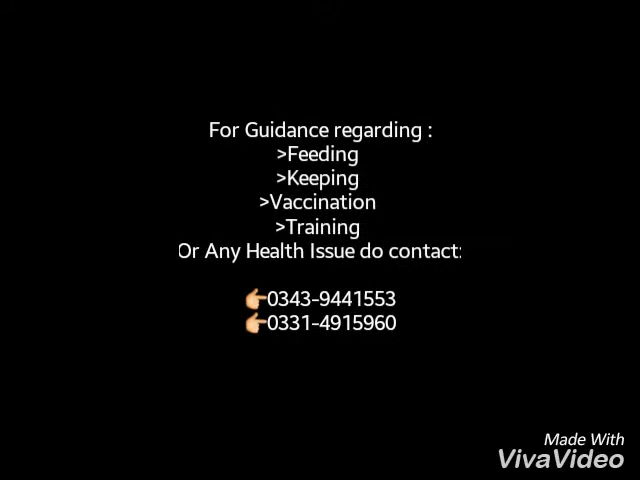 For Guidance regarding :
>Feeding
>Keeping
>Vaccination
>Training
Or Any Health Issue do contact:
👉0343-9441553
👉0331-4915960
Made With
VivaVideo